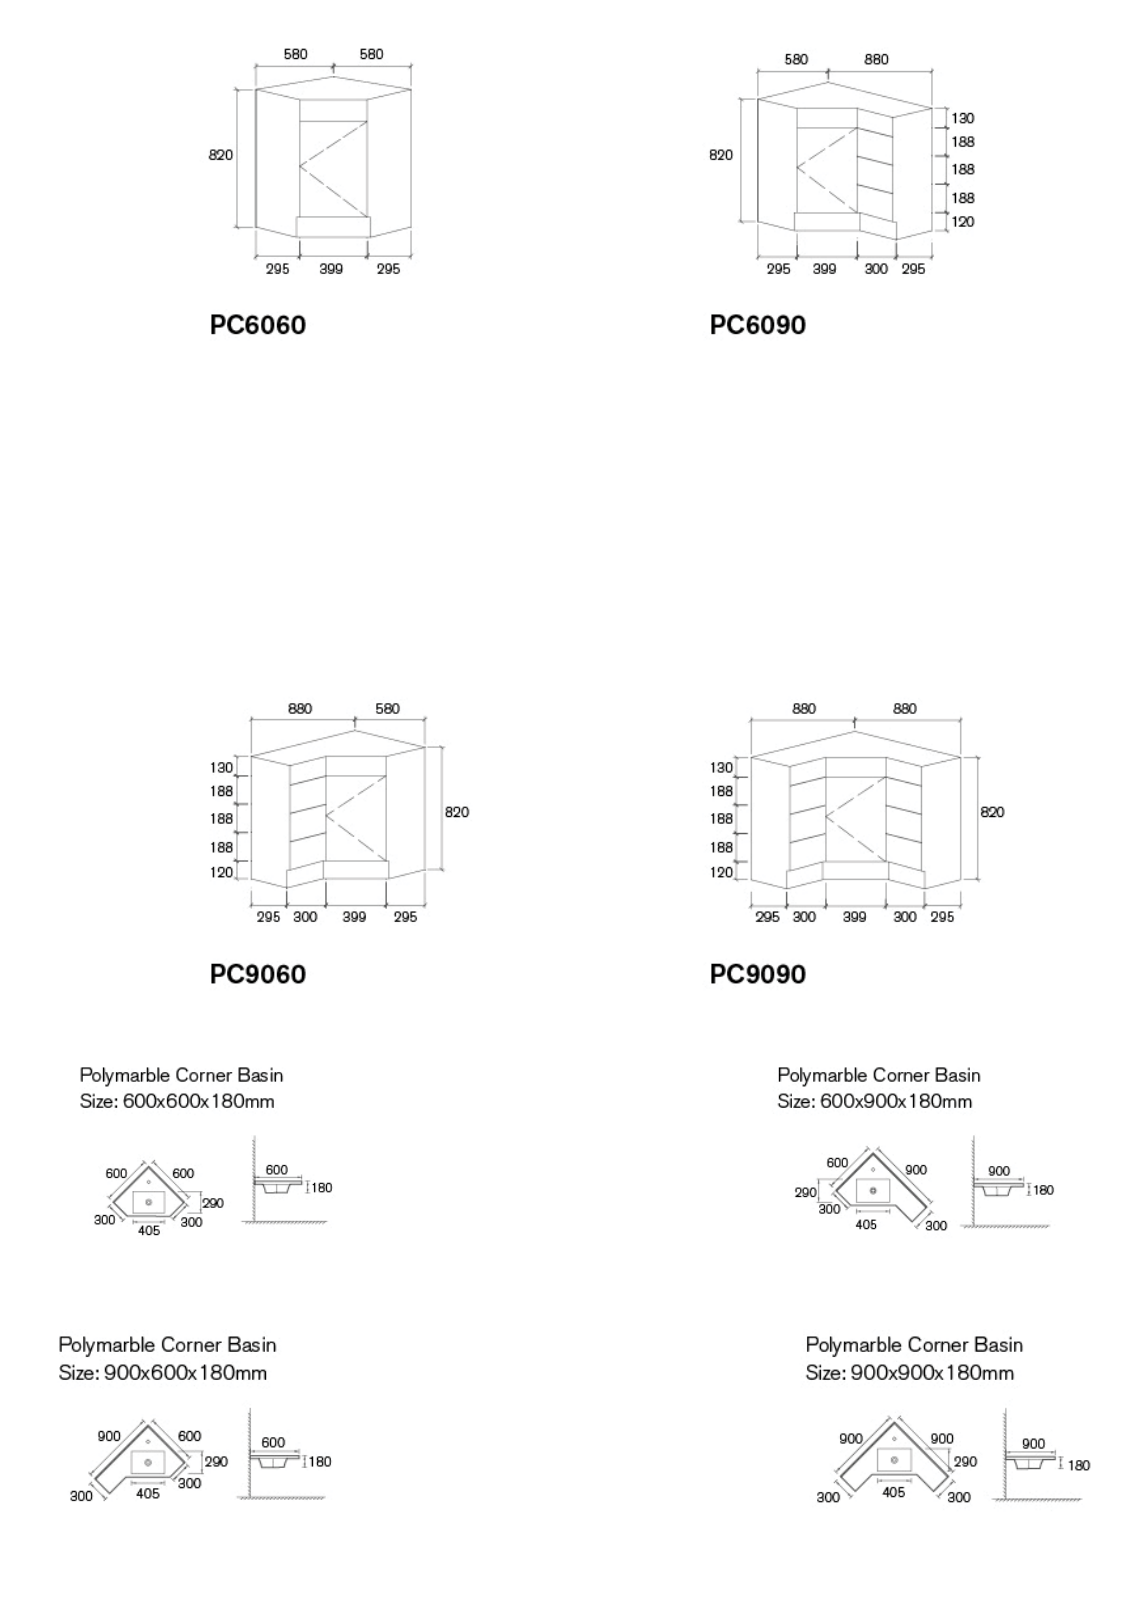 580 580
820
295 399 295
PC6060
580 880
820
130
188
188
188
120
295 399 300 295
PC6090
880 580
130
188
188
188
120
820
295 300 399 295
PC9060
880 880
130
188
188
188
120
820
295 300 399 300 295
PC9090
Polymarble Corner Basin
Size: 600x600x180mm
600 600
290
300 300
405
600
180
Polymarble Corner Basin
Size: 600x900x180mm
600 900
290
300 300
405
900
180
Polymarble Corner Basin
Size: 900x600x180mm
900 600
290
300 300
405
600
180
Polymarble Corner Basin
Size: 900x900x180mm
900 900
290
300 300
405
900
180